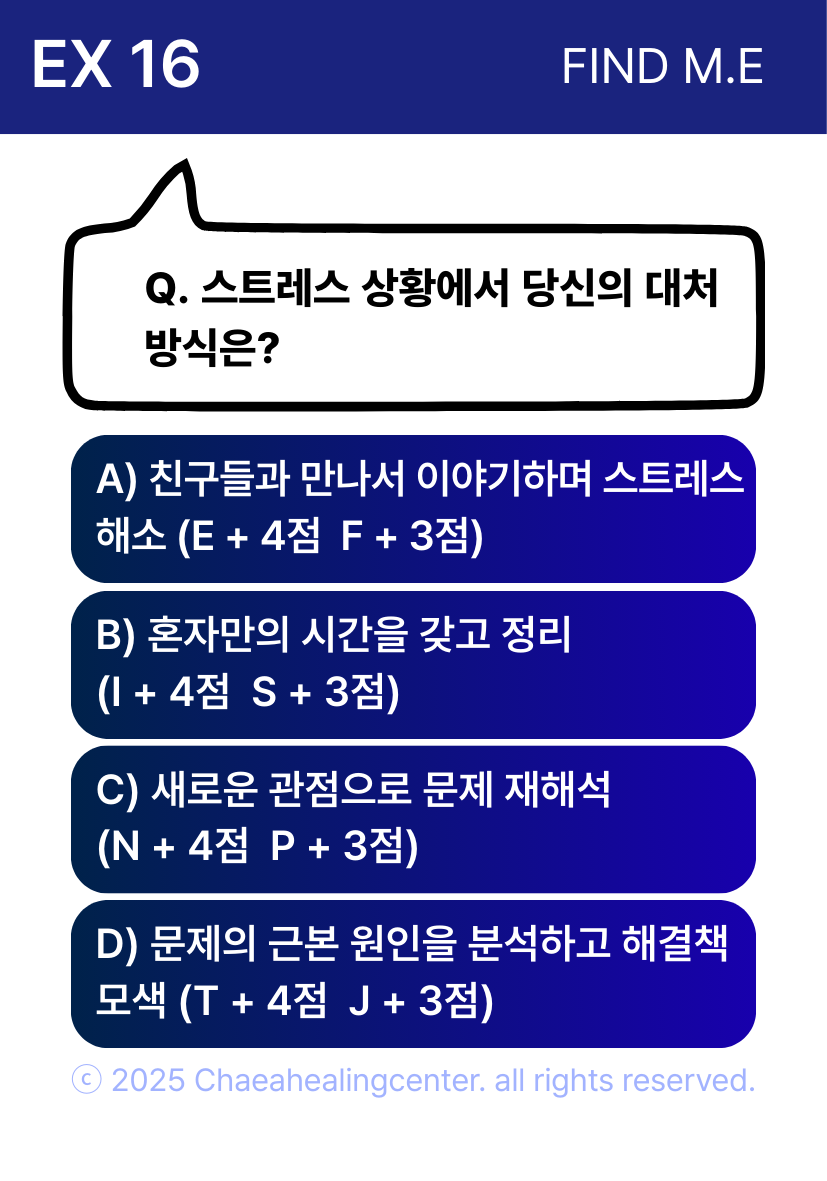 EX 16
FIND M.E
Q. 스트레스 상황에서 당신의 대처
방식은?
A) 친구들과 만나서 이야기하며 스트레스
해소 (E + 4점  F + 3점)
B) 혼자만의 시간을 갖고 정리
(I + 4점  S + 3점)
C) 새로운 관점으로 문제 재해석
(N + 4점  P + 3점)
D) 문제의 근본 원인을 분석하고 해결책
모색 (T + 4점  J + 3점)
ⓒ 2025 Chaeahealingcenter. all rights reserved.